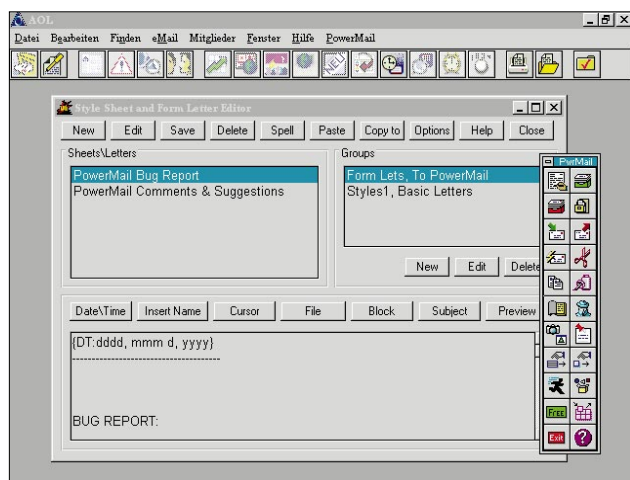 AOL
Datei Bearbeiten Finden eMail Mitglieder Fenster Hilfe PowerMail
Style Sheet and Form Letter Editor
New Edit Save Delete Spell Paste Copy to Options Help Close
Sheets\Letters Groups
PowerMail Bug Report Form Lets, To PowerMail
PowerMail Comments & Suggestions Styles1, Basic Letters
PwrMail
New Edit Delete
Date\Time Insert Name Cursor File Block Subject Preview
{DT:dddd, mmm d, yyyy}
------------------------------------
BUG REPORT:
FREE
Exit